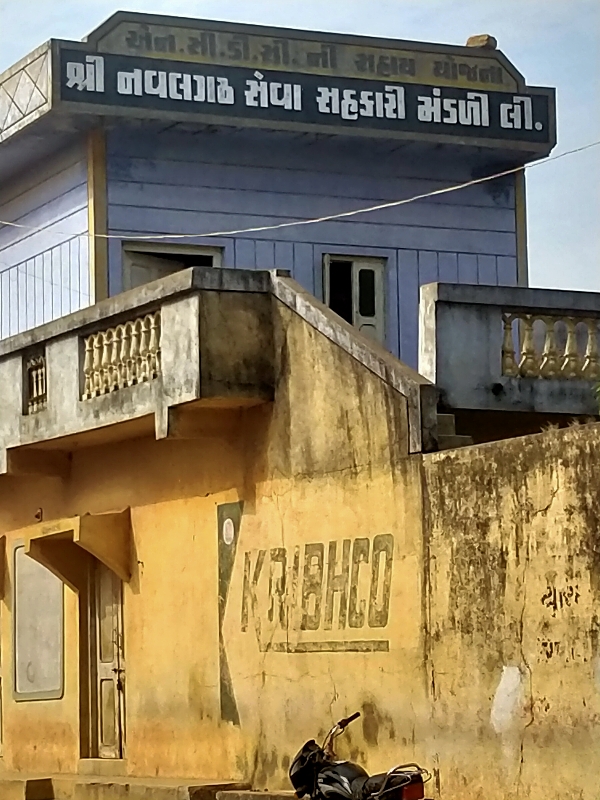 એન.સી.ડી.સી. ની સહાય યોજના
શ્રી નવલગઢ સેવા સહકારી મંડળી લી.
KRIBHCO